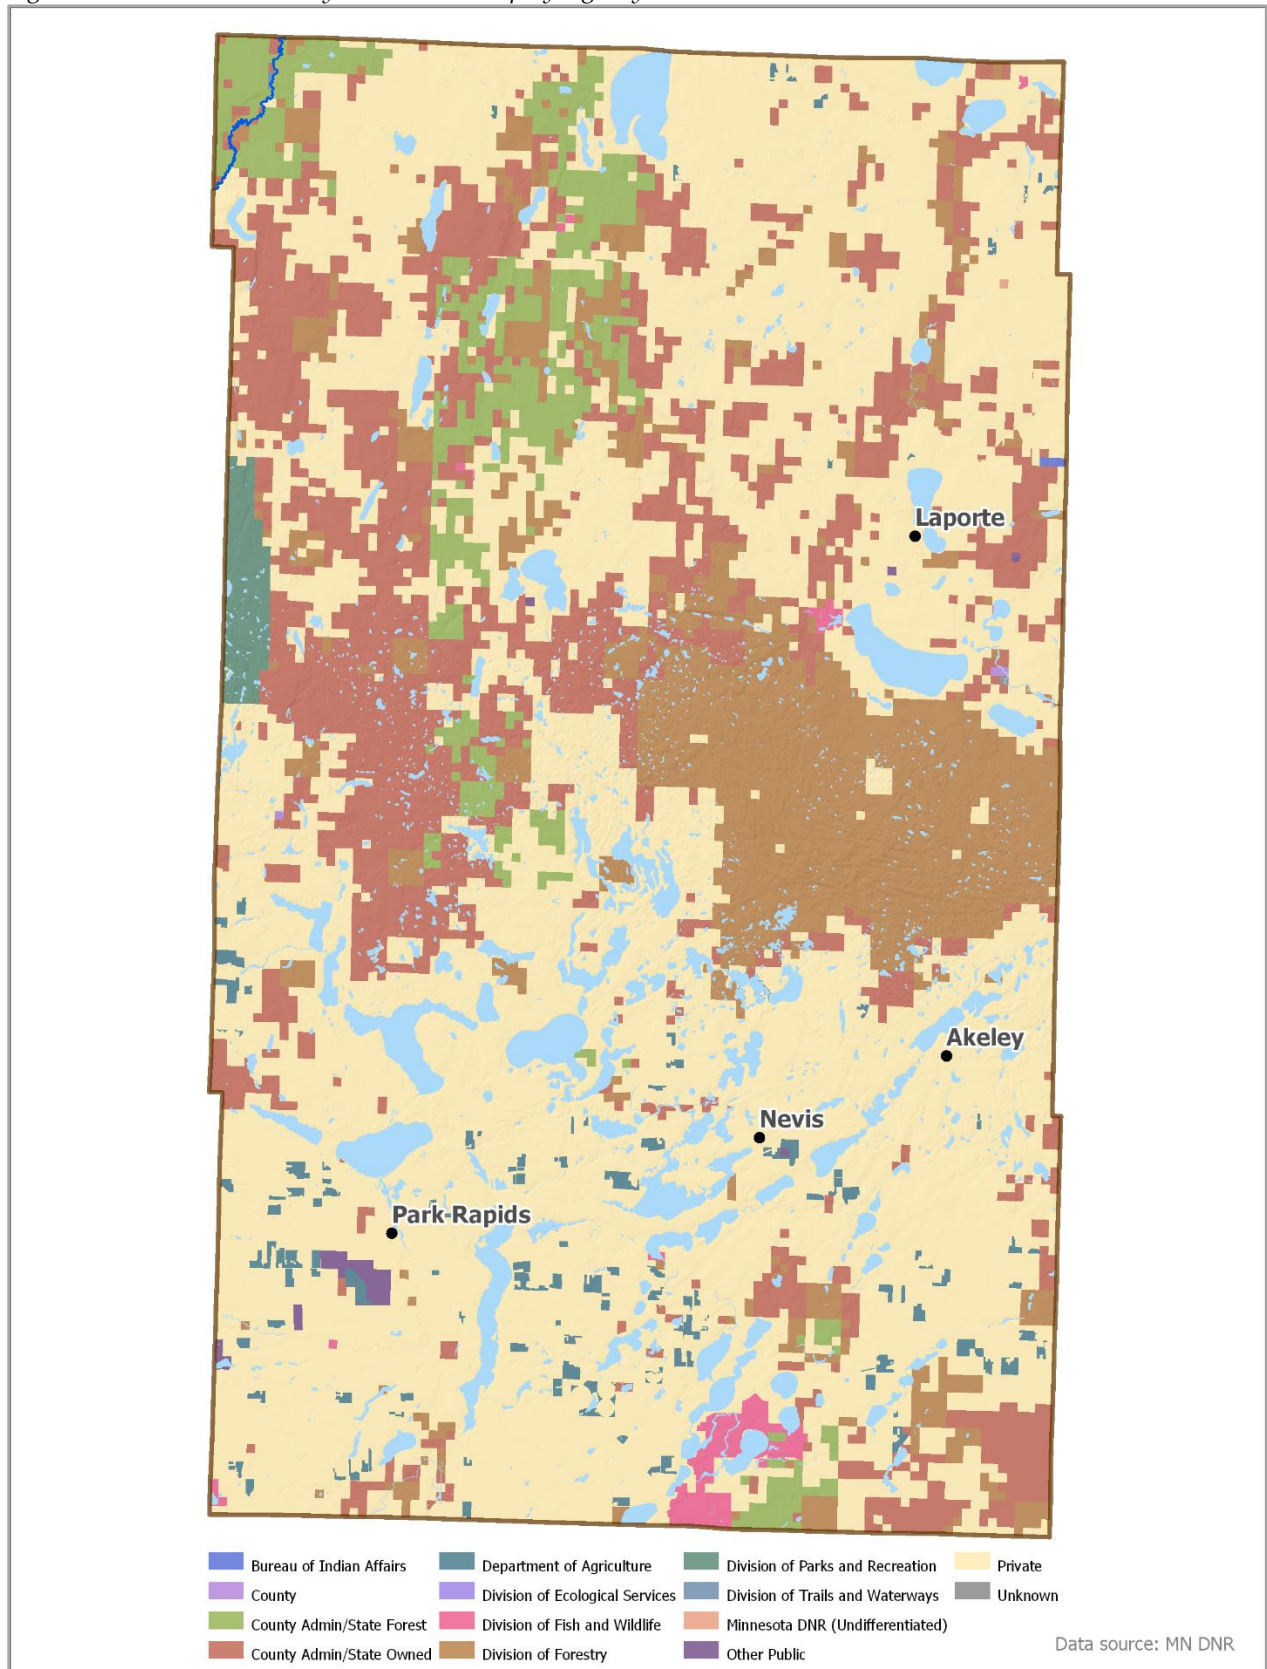 Laporte
Akeley
Nevis
Park Rapids
Bureau of Indian Affairs
County
County Admin/State Forest
County Admin/State Owned
Department of Agriculture
Division of Ecological Services
Division of Fish and Wildlife
Division of Forestry
Division of Parks and Recreation
Division of Trails and Waterways
Minnesota DNR (Undifferentiated)
Other Public
Private
Unknown
Data source: MN DNR